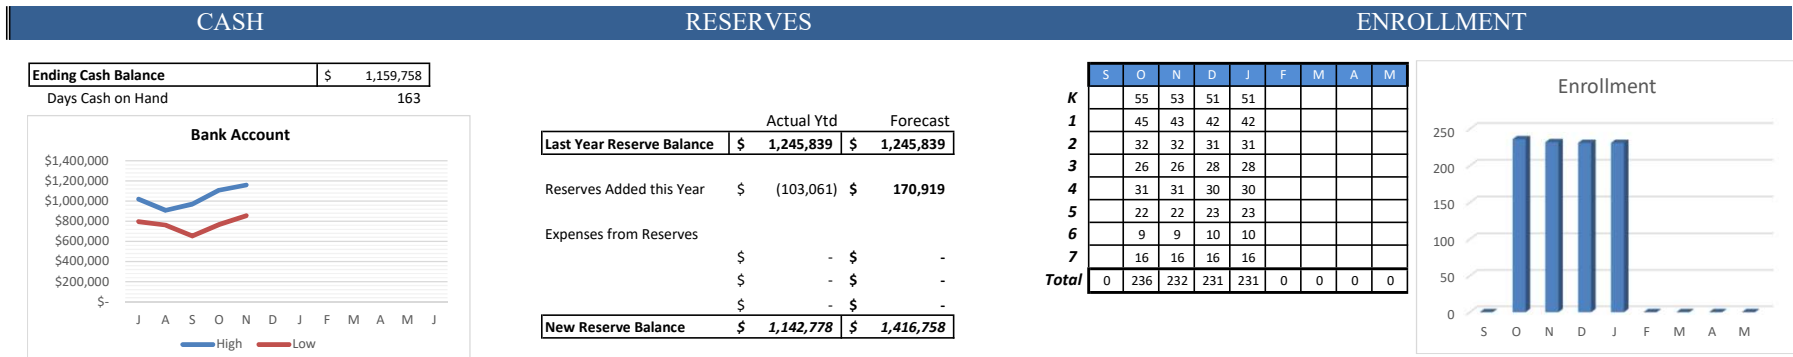 CASH RESERVES ENROLLMENT
Ending Cash Balance $ 1,159,758
Days Cash on Hand 163
Bank Account
$1,400,000
$1,200,000
$1,000,000
$800,000
$600,000
$400,000
$200,000
$-
J A S O N D J F M A M J
High Low
Actual Ytd Forecast
Last Year Reserve Balance $ 1,245,839 $ 1,245,839
Reserves Added this Year $ (103,061) $ 170,919
Expenses from Reserves
$ - $ -
$ - $ -
$ - $ -
New Reserve Balance $ 1,142,778 $ 1,416,758
S O N D J F M A M
K 55 53 51 51
1 45 43 42 42
2 32 32 31 31
3 26 26 28 28
4 31 31 30 30
5 22 22 23 23
6 9 9 10 10
7 16 16 16 16
Total 0 236 232 231 231 0 0 0 0
Enrollment
250
200
150
100
50
0
S O N D J F M A M